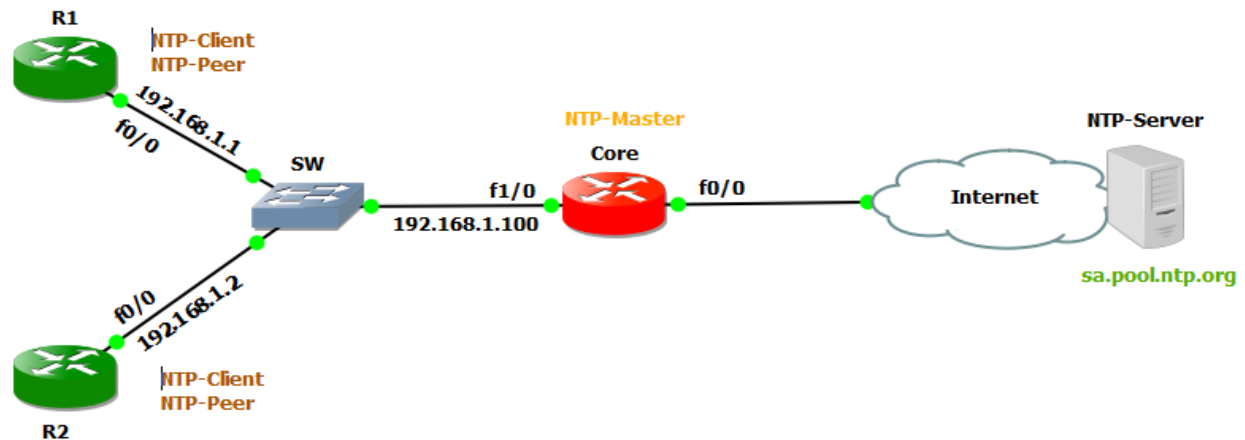 R1
NTP-Client
NTP-Peer
192.168.1.1
f0/0
SW
NTP-Master
Core
f1/0
192.168.1.100
f0/0
Internet
NTP-Server
sa.pool.ntp.org
f0/0
192.168.1.2
NTP-Client
NTP-Peer
R2